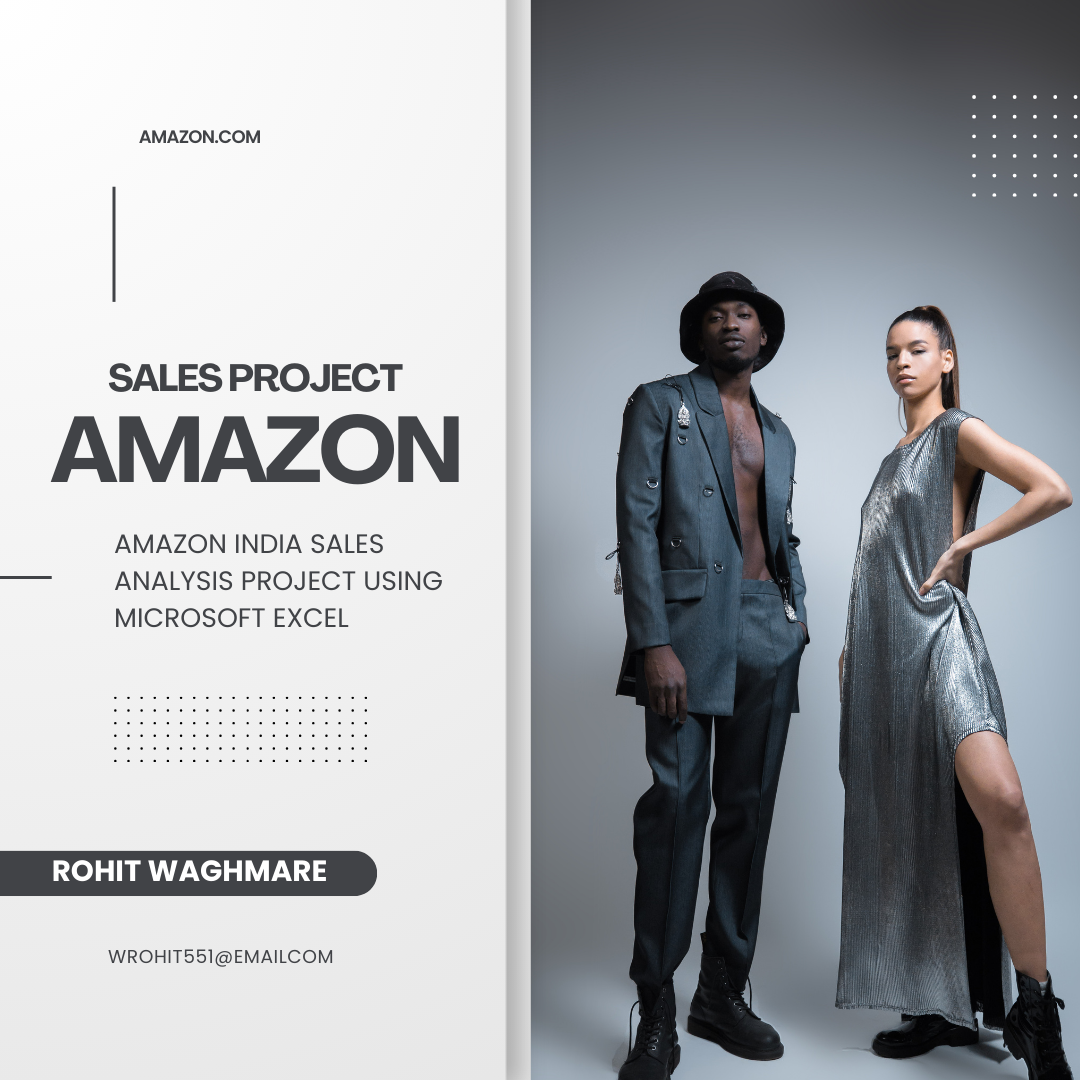 AMAZON.COM
SALES PROJECT
AMAZON
AMAZON INDIA SALES
ANALYSIS PROJECT USING
MICROSOFT EXCEL
ROHIT WAGHMARE
WROHIT551@EMAILCOM